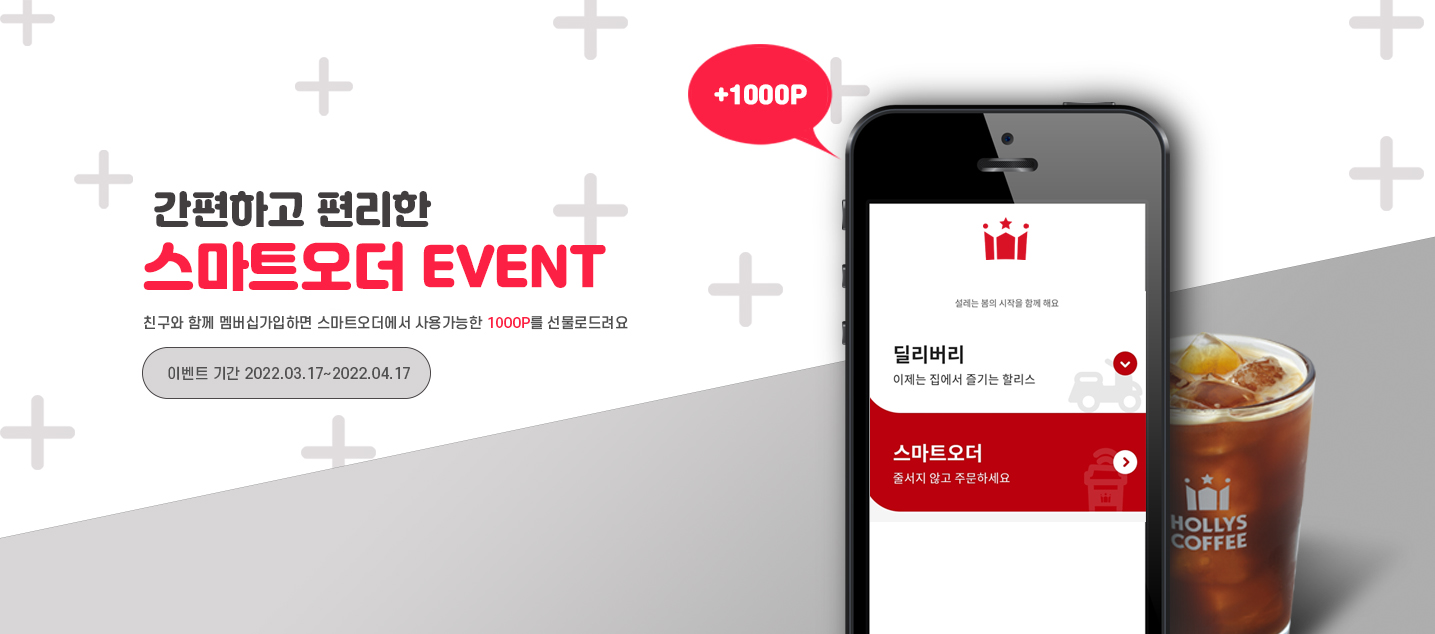 +1000P
간편하고 편리한
스마트오더 EVENT
친구와 함께 멤버십가입하면 스마트오더에서 사용가능한 1000P를 선물로드려요
이벤트 기간 2022.03.17~2022.04.17
설레는 봄의 시작을 함께 해요
딜리버리
이제는 집에서 즐기는 할리스
스마트오더
줄서지 않고 주문하세요
HOLLYS
COFFEE